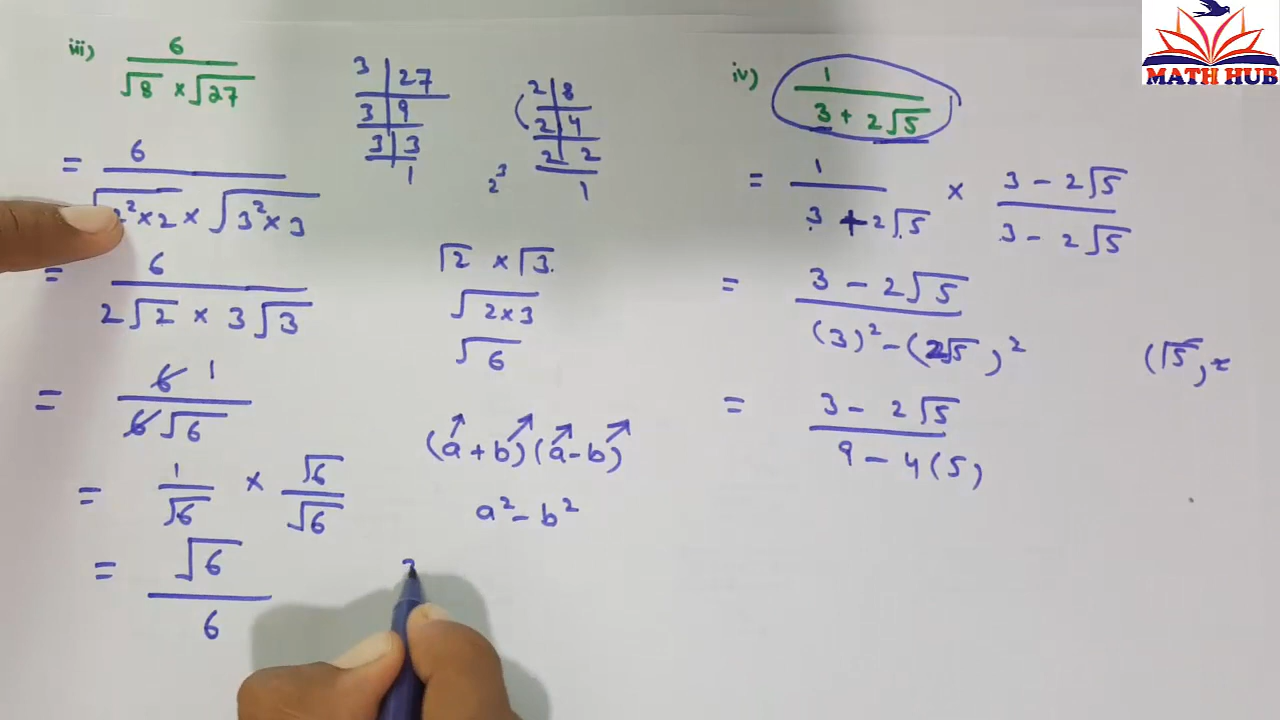 iii) 6 / √8 × √27
= 6 / √2² × 2 × √3² × 3
= 6 / 2√2 × 3√3
= 6 1 / 6√6
= 1/√6 × √6/√6
= √6 / 6
3 | 27
3 | 9
3 | 3
1
2 | 8
2 | 4
2 | 2
1
2³
√2 × √3.
√2×3
√6
(a + b)(a - b)
a² - b²
iv) 1 / 3 + 2√5
= 1 / 3 + 2√5 × 3 - 2√5 / 3 - 2√5
= 3 - 2√5 / (3)² - (2√5)²
= 3 - 2√5 / 9 - 4(5)
MATH HUB